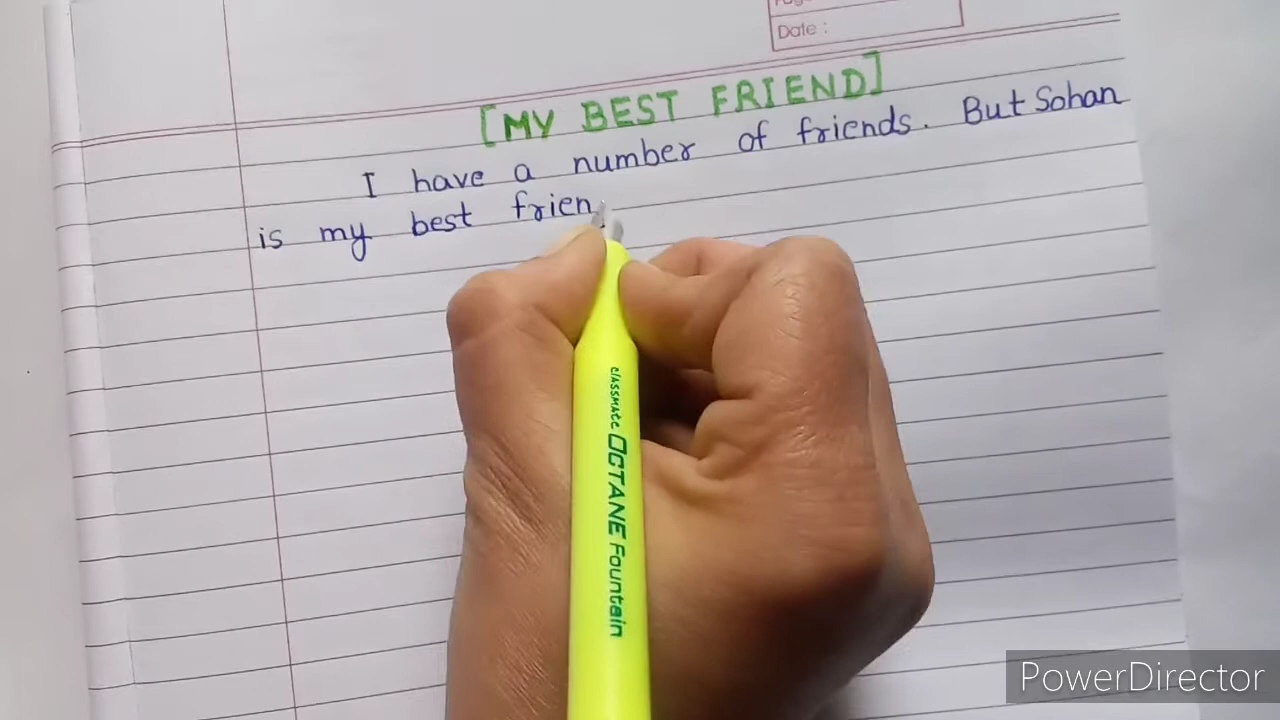 Date :
[MY BEST FRIEND]
I have a number of friends. But Sohan
is my best frien
classmate OCTANE Fountain
PowerDirector